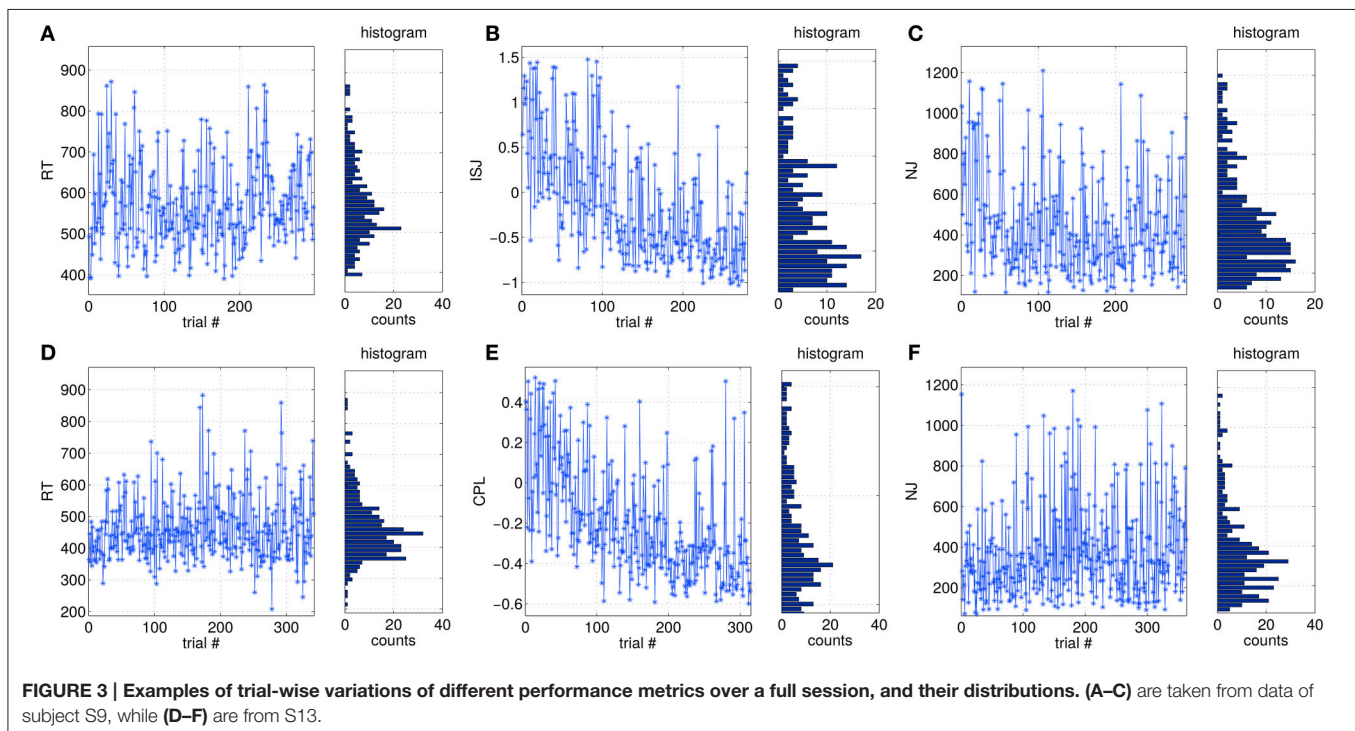 A
histogram
RT
900
800
700
600
500
400
0
200
trial #
0
20
40
counts
B
histogram
ISJ
1.5
1
0.5
0
−0.5
−1
0
200
trial #
0
10
20
counts
C
histogram
NJ
1200
1000
800
600
400
200
0
100
200
trial #
0
10
20
counts
D
histogram
RT
900
800
700
600
500
400
300
200
0
100
200
300
trial #
0
20
40
counts
E
histogram
CPL
0.4
0.2
0
−0.2
−0.4
−0.6
0
100
200
300
trial #
0
20
40
counts
F
histogram
NJ
1200
1000
800
600
400
200
0
100
200
300
trial #
0
20
40
counts
FIGURE 3 | Examples of trial-wise variations of different performance metrics over a full session, and their distributions. (A–C) are taken from data of
subject S9, while (D–F) are from S13.